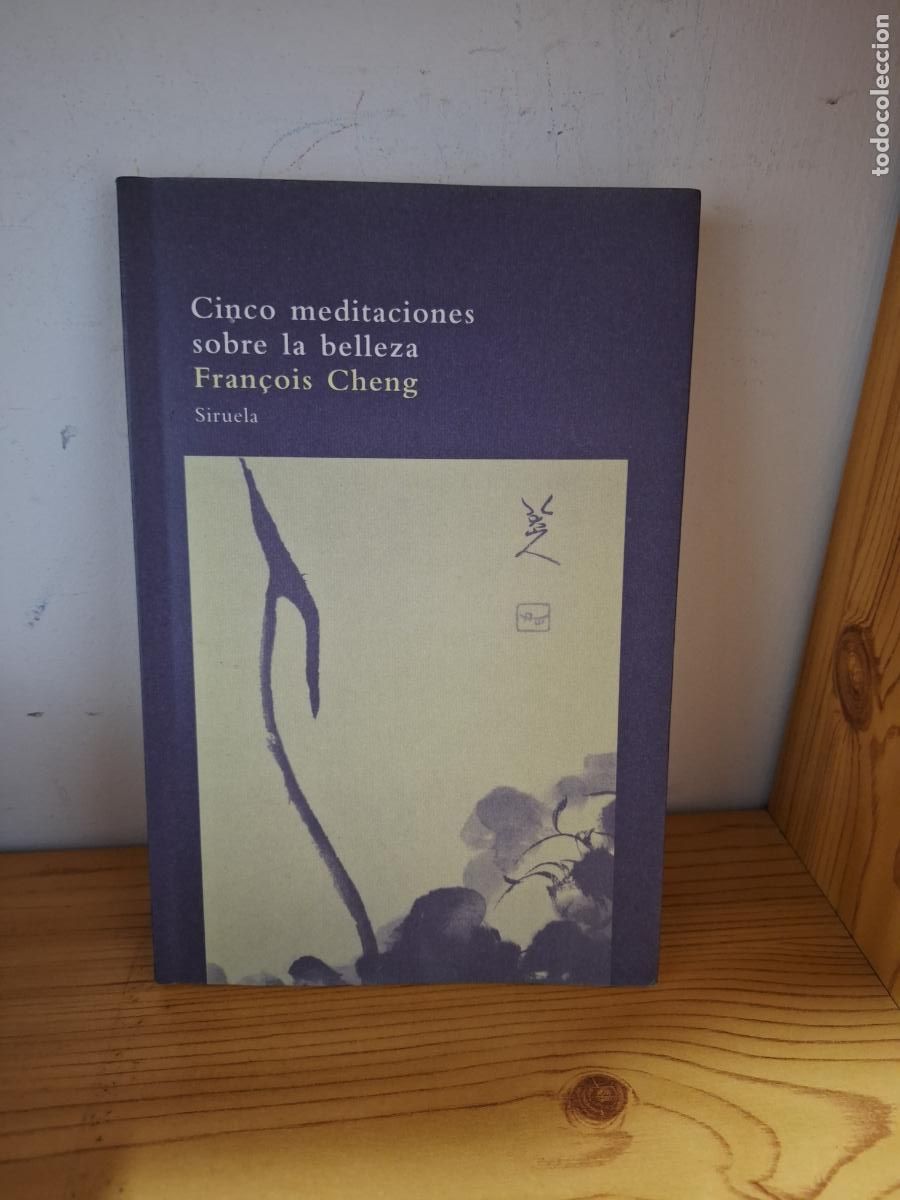 Cinco meditaciones
sobre la belleza
François Cheng
Siruela
todocoleccion